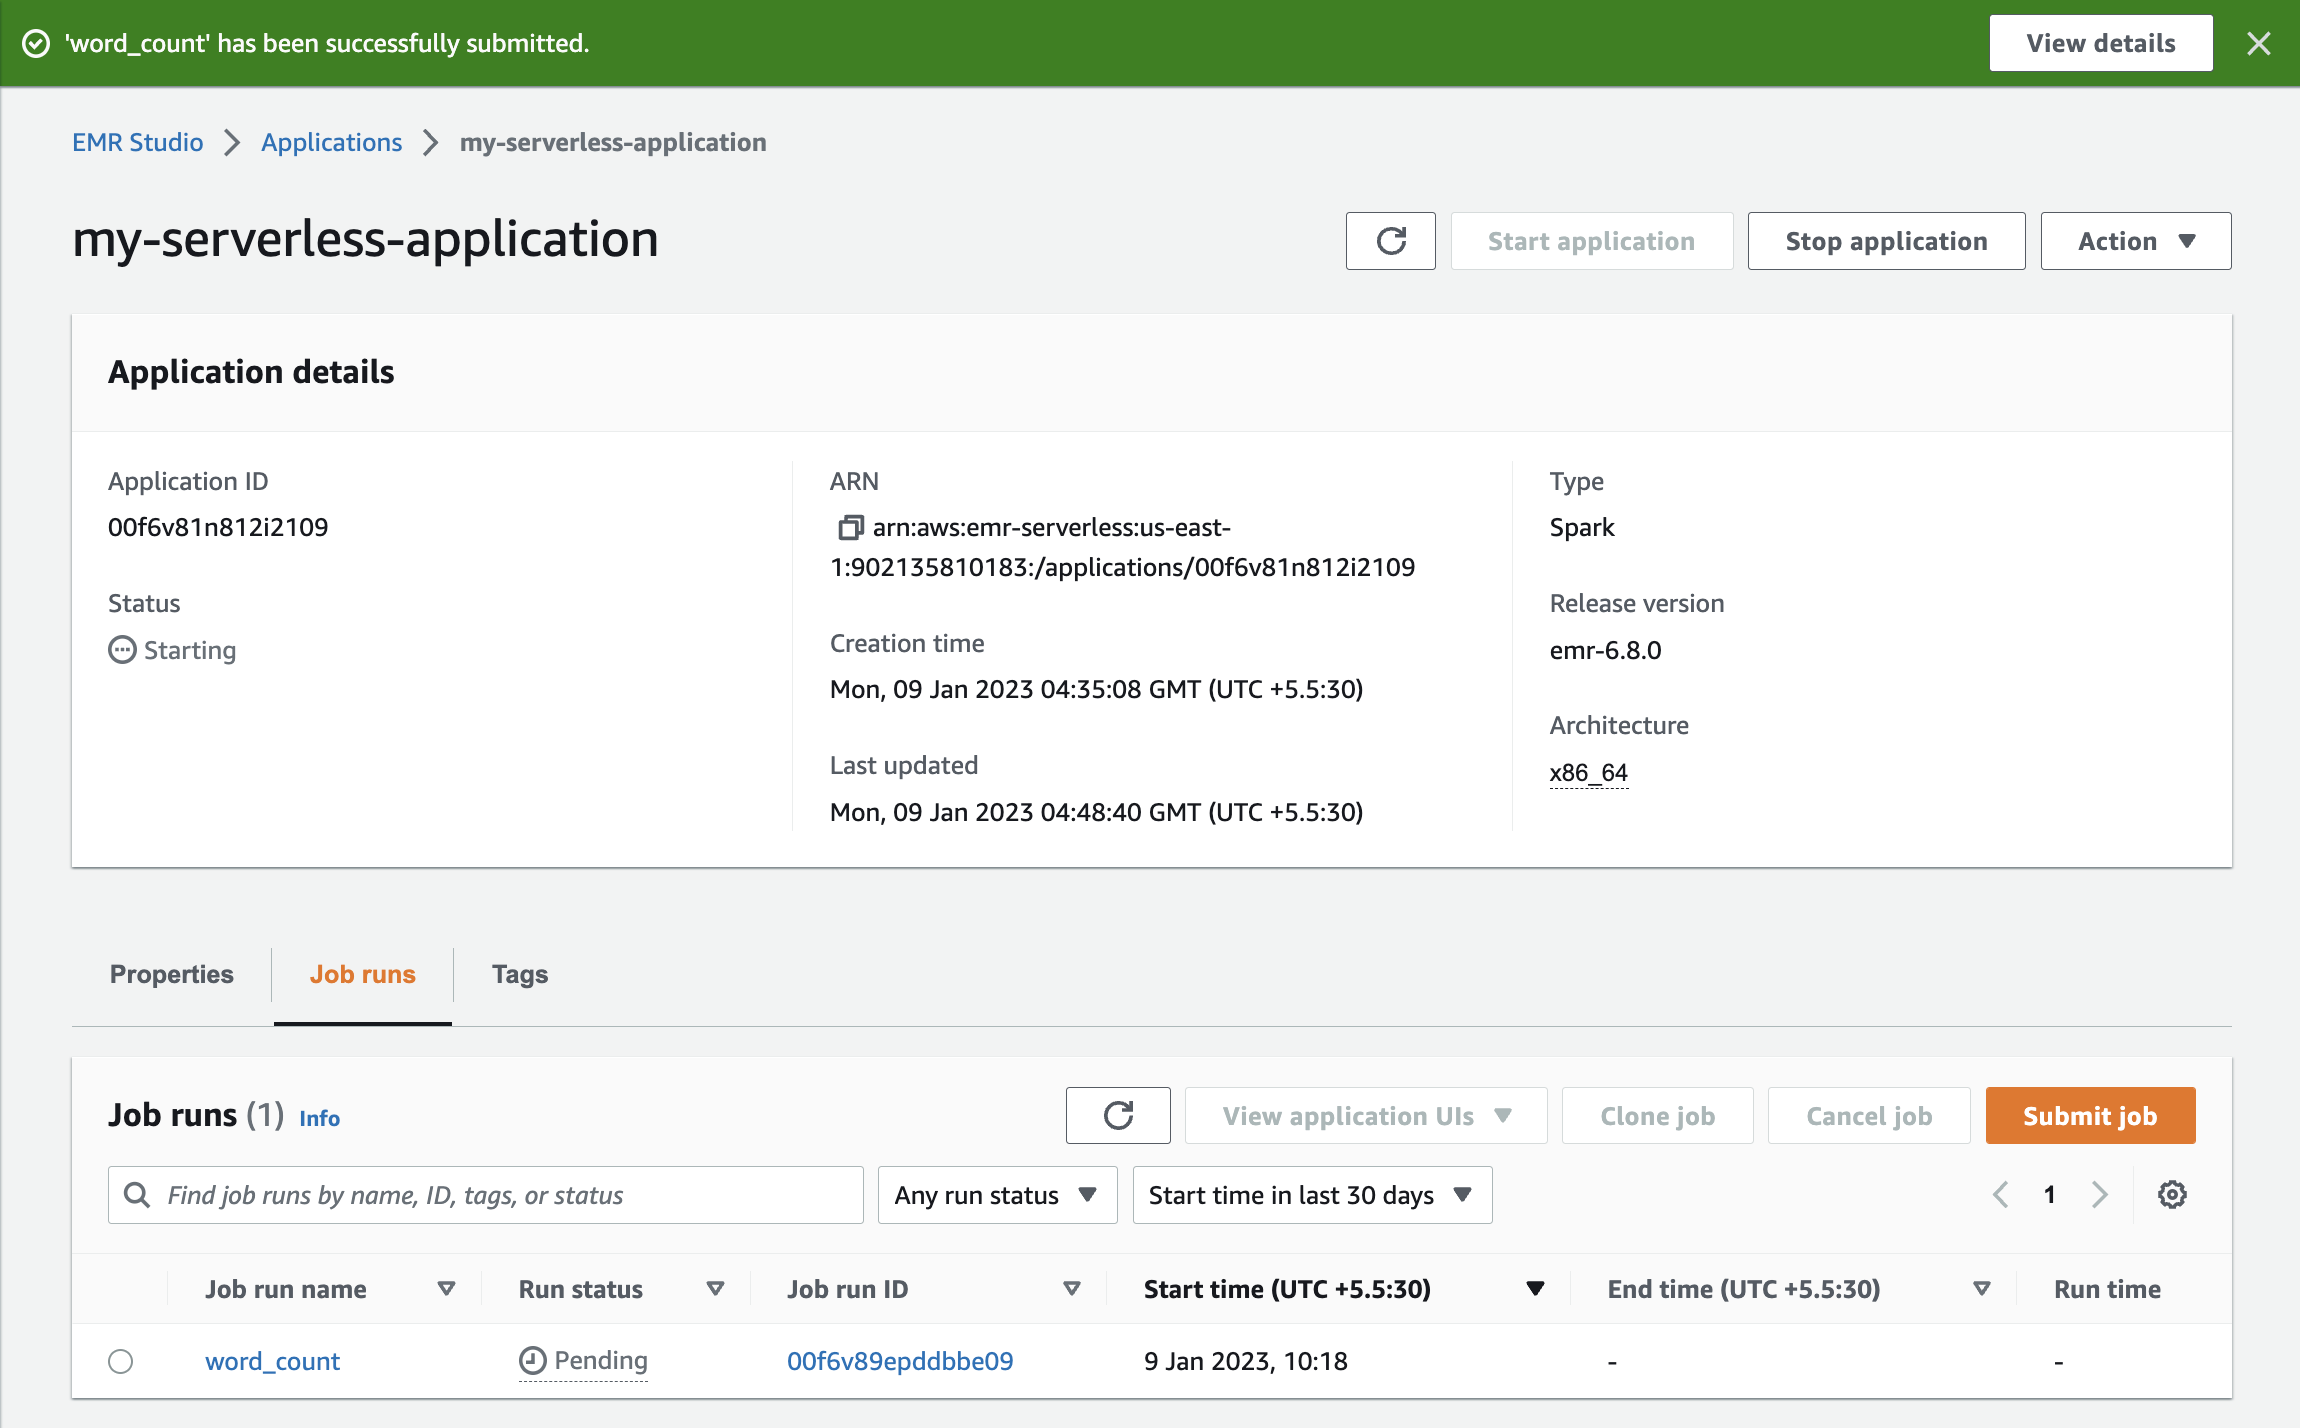 'word_count' has been successfully submitted.
View details
EMR Studio
Applications
my-serverless-application
my-serverless-application
Start application
Stop application
Action
Application details
Application ID
00f6v81n812i2109
Status
Starting
ARN
arn:aws:emr-serverless:us-east-
1:902135810183:/applications/00f6v81n812i2109
Creation time
Mon, 09 Jan 2023 04:35:08 GMT (UTC +5.5:30)
Last updated
Mon, 09 Jan 2023 04:48:40 GMT (UTC +5.5:30)
Type
Spark
Release version
emr-6.8.0
Architecture
x86_64
Properties
Job runs
Tags
Job runs (1) Info
View application UIs
Clone job
Cancel job
Submit job
Find job runs by name, ID, tags, or status
Any run status
Start time in last 30 days
1
Job run name
Run status
Job run ID
Start time (UTC +5.5:30)
End time (UTC +5.5:30)
Run time
word_count
Pending
00f6v89epddbbe09
9 Jan 2023, 10:18
-
-